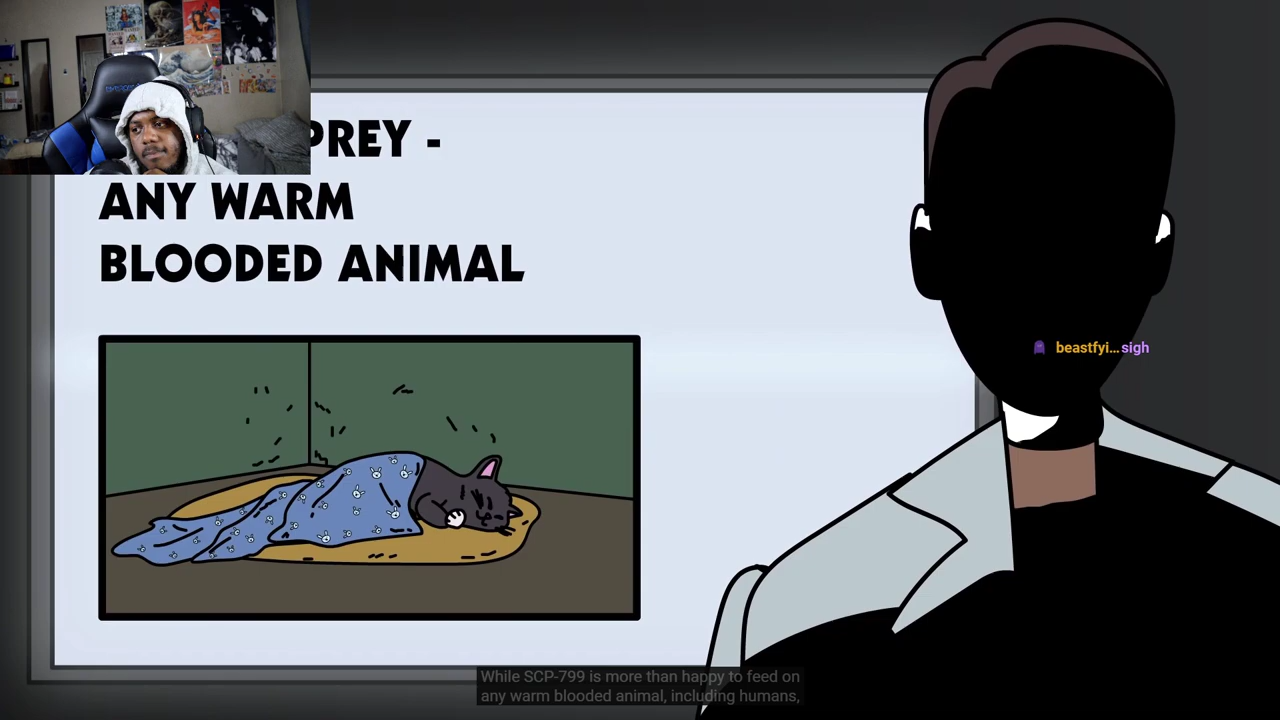 PREY -
ANY WARM
BLOODED ANIMAL
beastfyi... sigh
While SCP-799 is more than happy to feed on
any warm blooded animal, including humans,